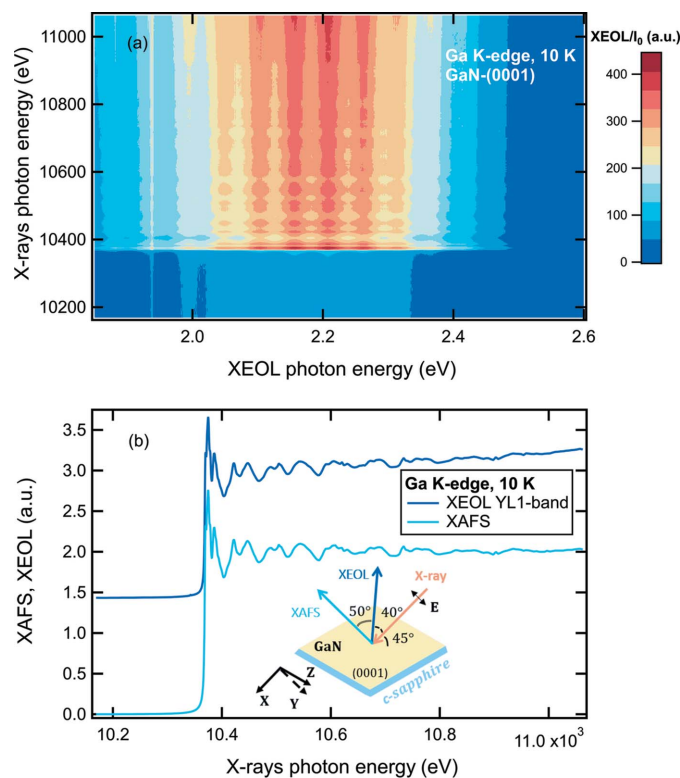 XEOL/I₀ (a.u.)
(a)
Ga K-edge, 10 K
GaN-(0001)
X-rays photon energy (eV)
11000
10800
10600
10400
10200
400
300
200
100
0
2.0
2.2
2.4
2.6
XEOL photon energy (eV)
(b)
XAFS, XEOL (a.u.)
3.5
3.0
2.5
2.0
1.5
1.0
0.5
0.0
Ga K-edge, 10 K
XEOL YL1-band
XAFS
XEOL
X-ray
XAFS
E
50°
40°
45°
GaN
(0001)
c-sapphire
X
Y
Z
10.2
10.4
10.6
10.8
11.0 x10³
X-rays photon energy (eV)